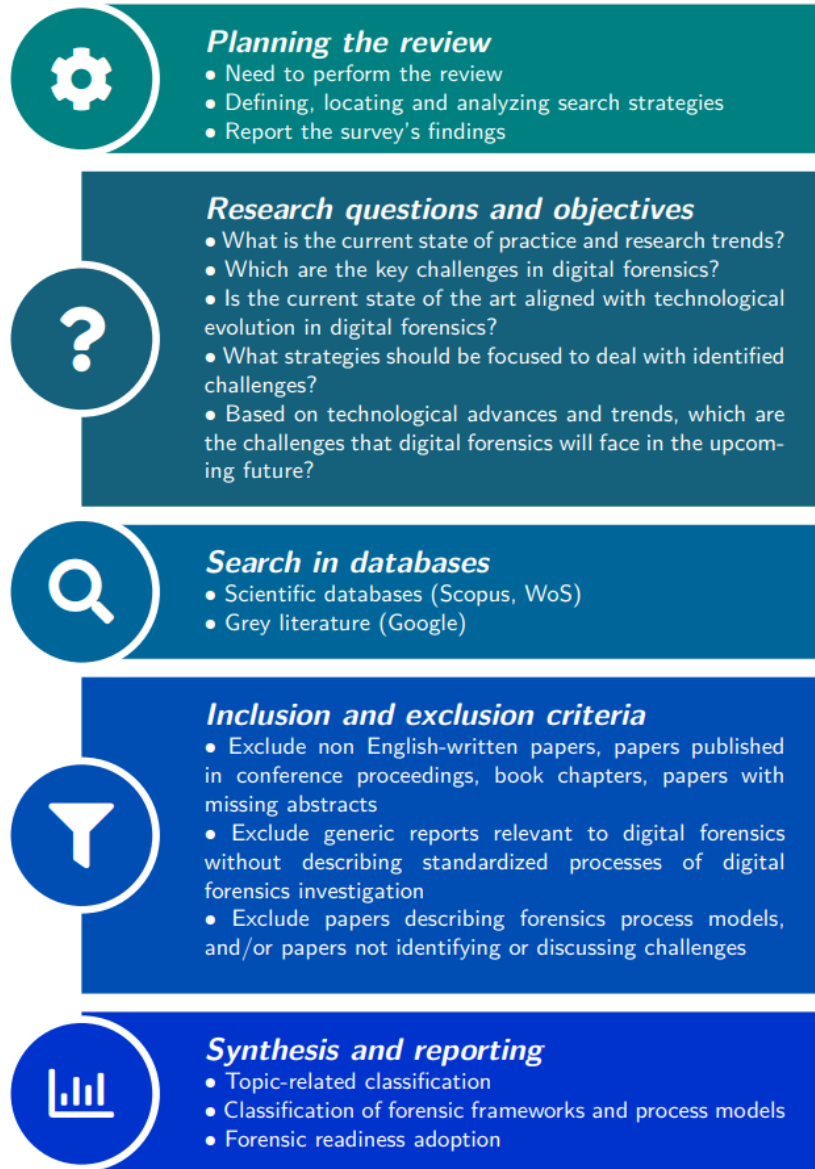 Planning the review
• Need to perform the review
• Defining, locating and analyzing search strategies
• Report the survey's findings
Research questions and objectives
• What is the current state of practice and research trends?
• Which are the key challenges in digital forensics?
• Is the current state of the art aligned with technological
evolution in digital forensics?
• What strategies should be focused to deal with identified
challenges?
• Based on technological advances and trends, which are
the challenges that digital forensics will face in the upcom-
ing future?
Search in databases
• Scientific databases (Scopus, WoS)
• Grey literature (Google)
Inclusion and exclusion criteria
• Exclude non English-written papers, papers published
in conference proceedings, book chapters, papers with
missing abstracts
• Exclude generic reports relevant to digital forensics
without describing standardized processes of digital
forensics investigation
• Exclude papers describing forensics process models,
and/or papers not identifying or discussing challenges
Synthesis and reporting
• Topic-related classification
• Classification of forensic frameworks and process models
• Forensic readiness adoption